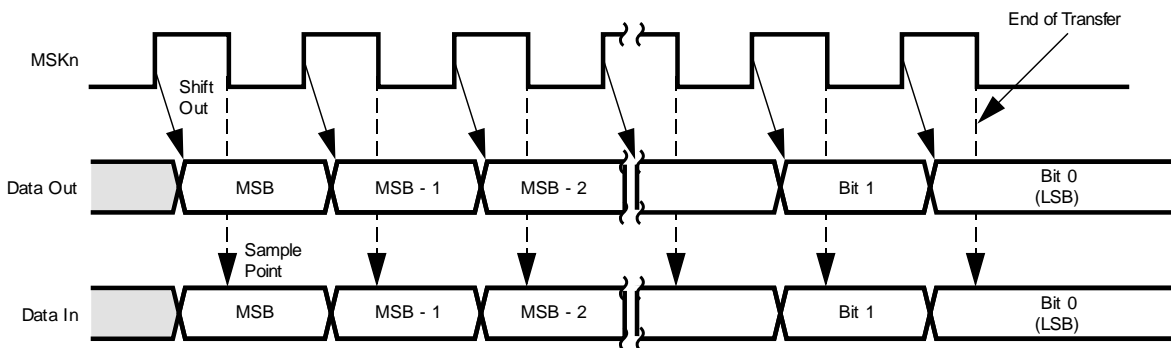 End of Transfer
MSKn
Shift
Out
Data Out
MSB
MSB - 1
MSB - 2
Bit 1
Bit 0
(LSB)
Sample
Point
Data In
MSB
MSB - 1
MSB - 2
Bit 1
Bit 0
(LSB)